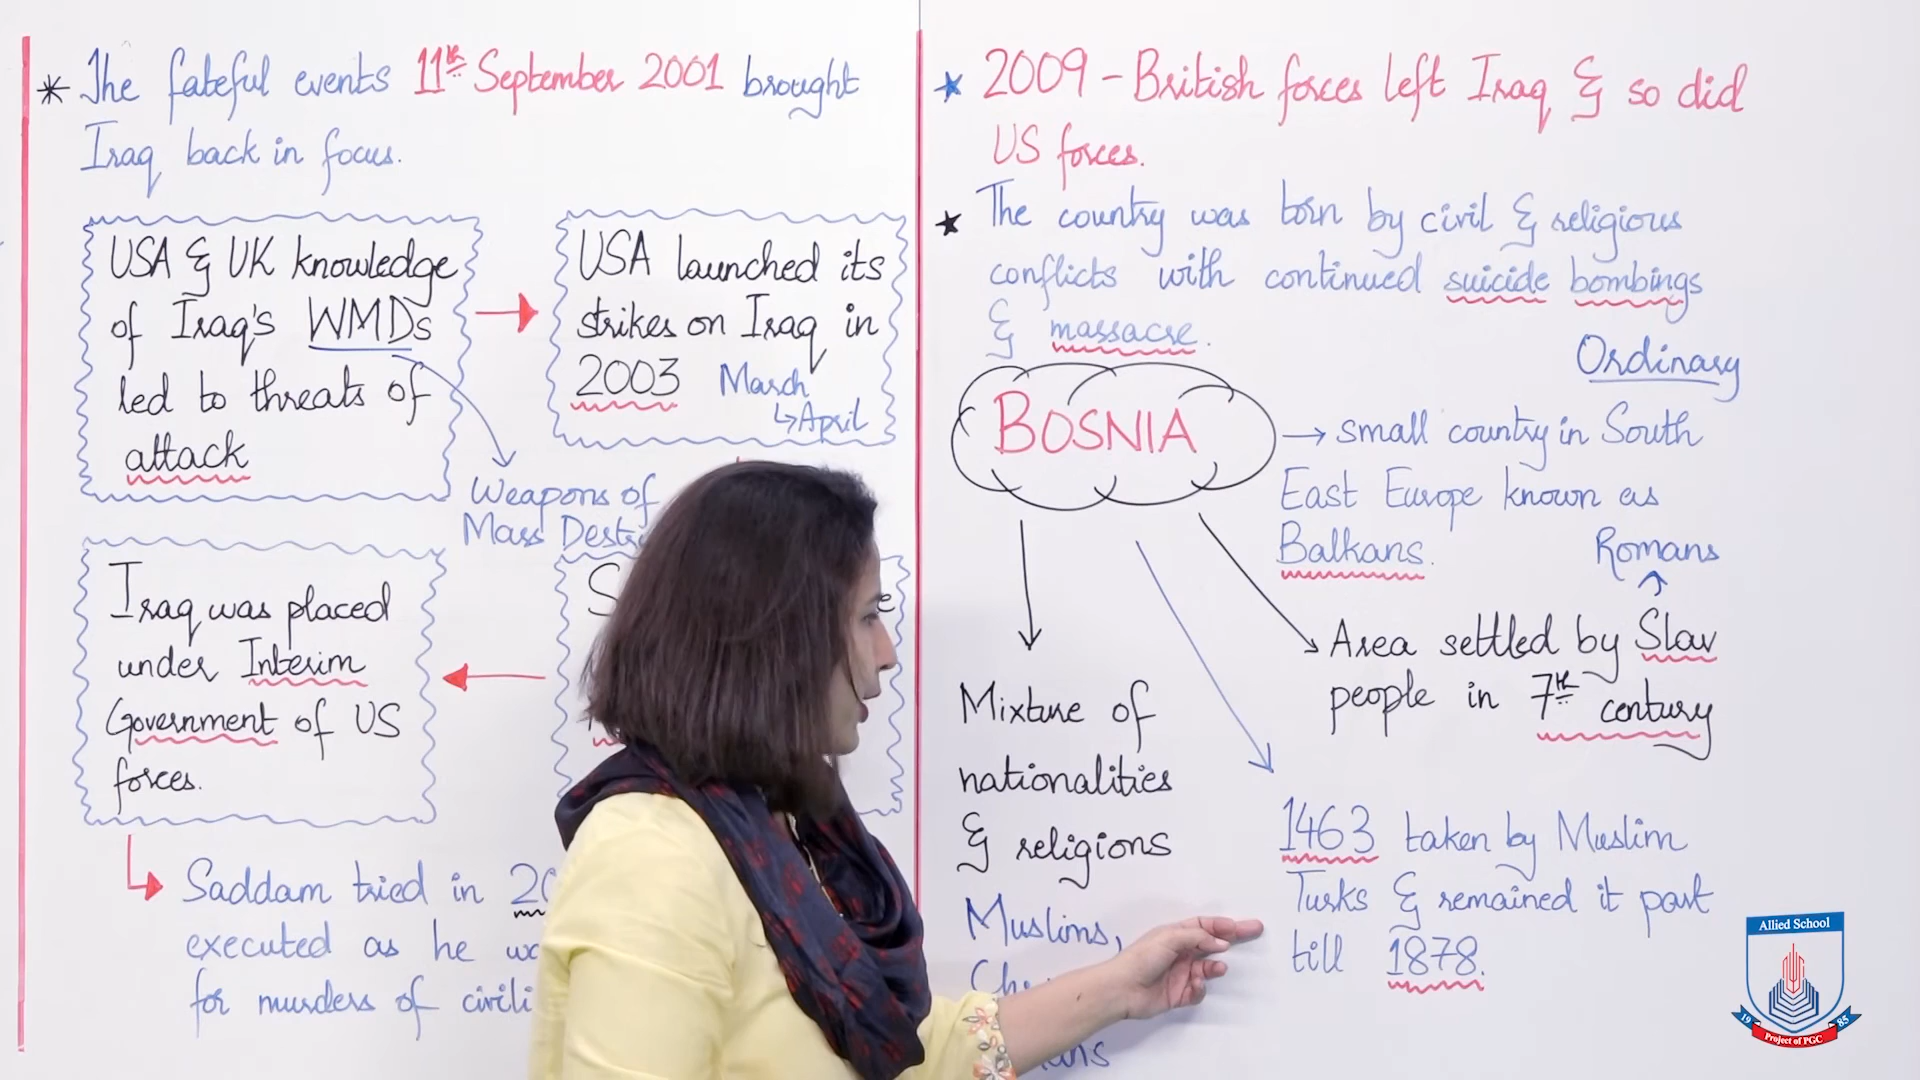 * The fateful events 11th September 2001 brought
Iraq back in focus.
USA & UK knowledge
of Iraq's WMDs
led to threats of
attack
USA launched its
strikes on Iraq in
2003 March
↳ April
Weapons of
Mass
Iraq was placed
under Interim
Government of US
forces.
Saddam tried in
executed as he
for murders of
* 2009 - British forces left Iraq & so did
US forces.
* The country was torn by civil & religious
conflicts with continued suicide bombings
& massacre.
Ordinary
BOSNIA
→ small country in South
East Europe known as
Balkans.
Romans
Area settled by Slav
people in 7th century
Mixture of
nationalities
& religions
Muslims,
1463 taken by Muslim
Turks & remained it part
till 1878.
Allied School
19 85
Project of PGC